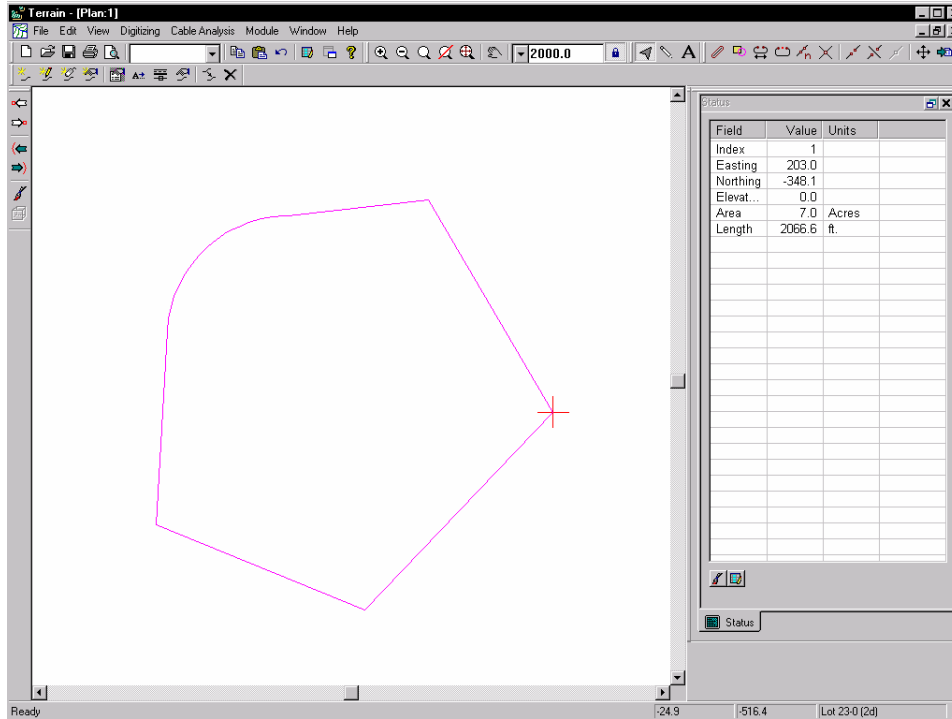 Terrain - [Plan:1]
File Edit View Digitizing Cable Analysis Module Window Help
2000.0 A
A±
Status
Field Value Units
Index 1
Easting 203.0
Northing -348.1
Elevat... 0.0
Area 7.0 Acres
Length 2066.6 ft.
Status
Ready -24.9 -516.4 Lot 23-0 (2d)